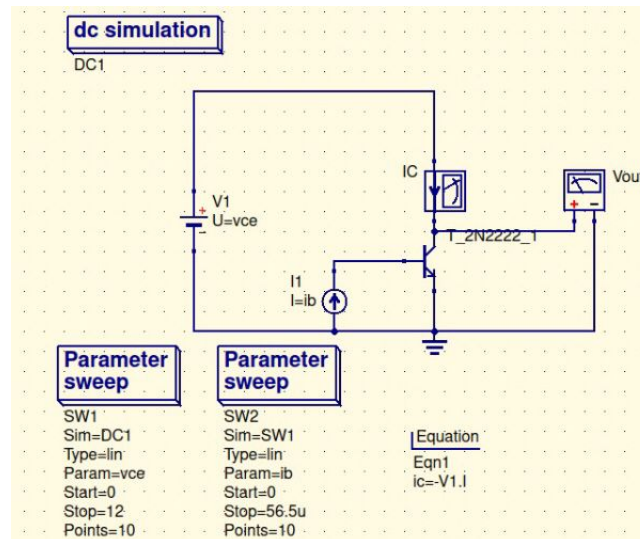 dc simulation
DC1
IC
Vou
V1
U=vce
+
-
+ -
T_2N2222_1
I1
I=ib
Parameter
sweep
SW1
Sim=DC1
Type=lin
Param=vce
Start=0
Stop=12
Points=10
Parameter
sweep
SW2
Sim=SW1
Type=lin
Param=ib
Start=0
Stop=56.5u
Points=10
Equation
Eqn1
ic=-V1.I